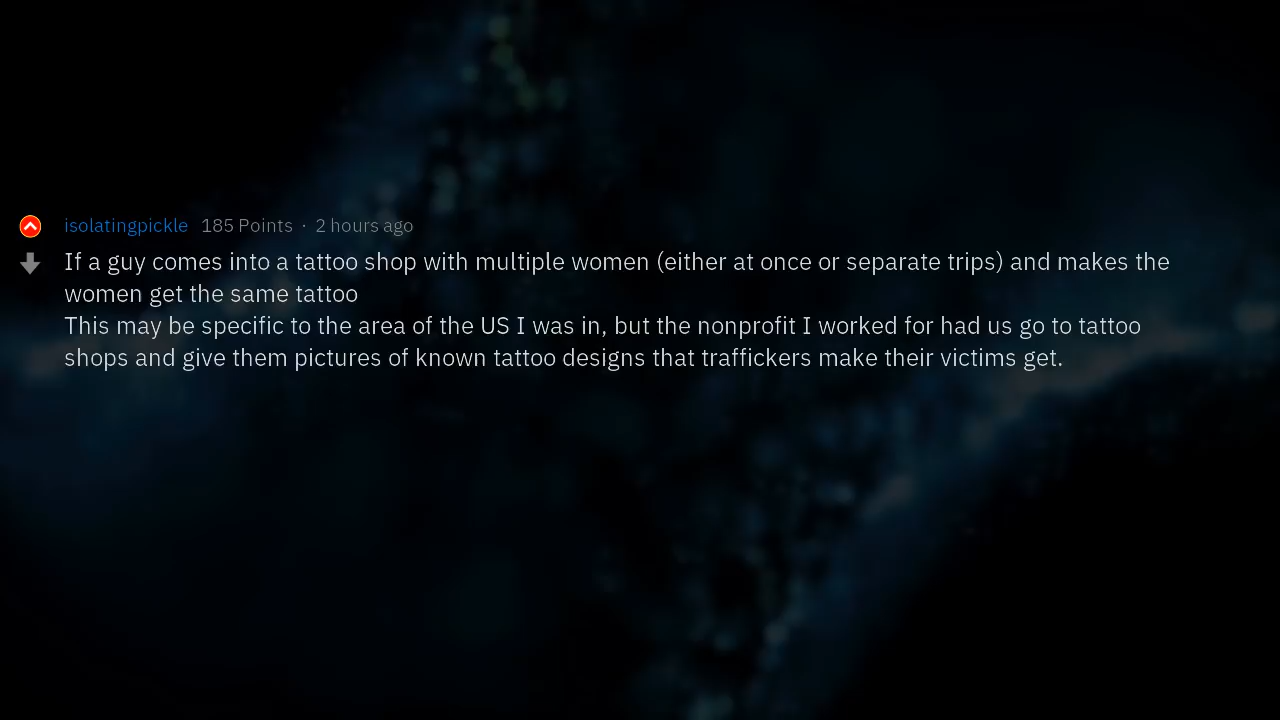 isolatingpickle 185 Points · 2 hours ago
If a guy comes into a tattoo shop with multiple women (either at once or separate trips) and makes the
women get the same tattoo
This may be specific to the area of the US I was in, but the nonprofit I worked for had us go to tattoo
shops and give them pictures of known tattoo designs that traffickers make their victims get.